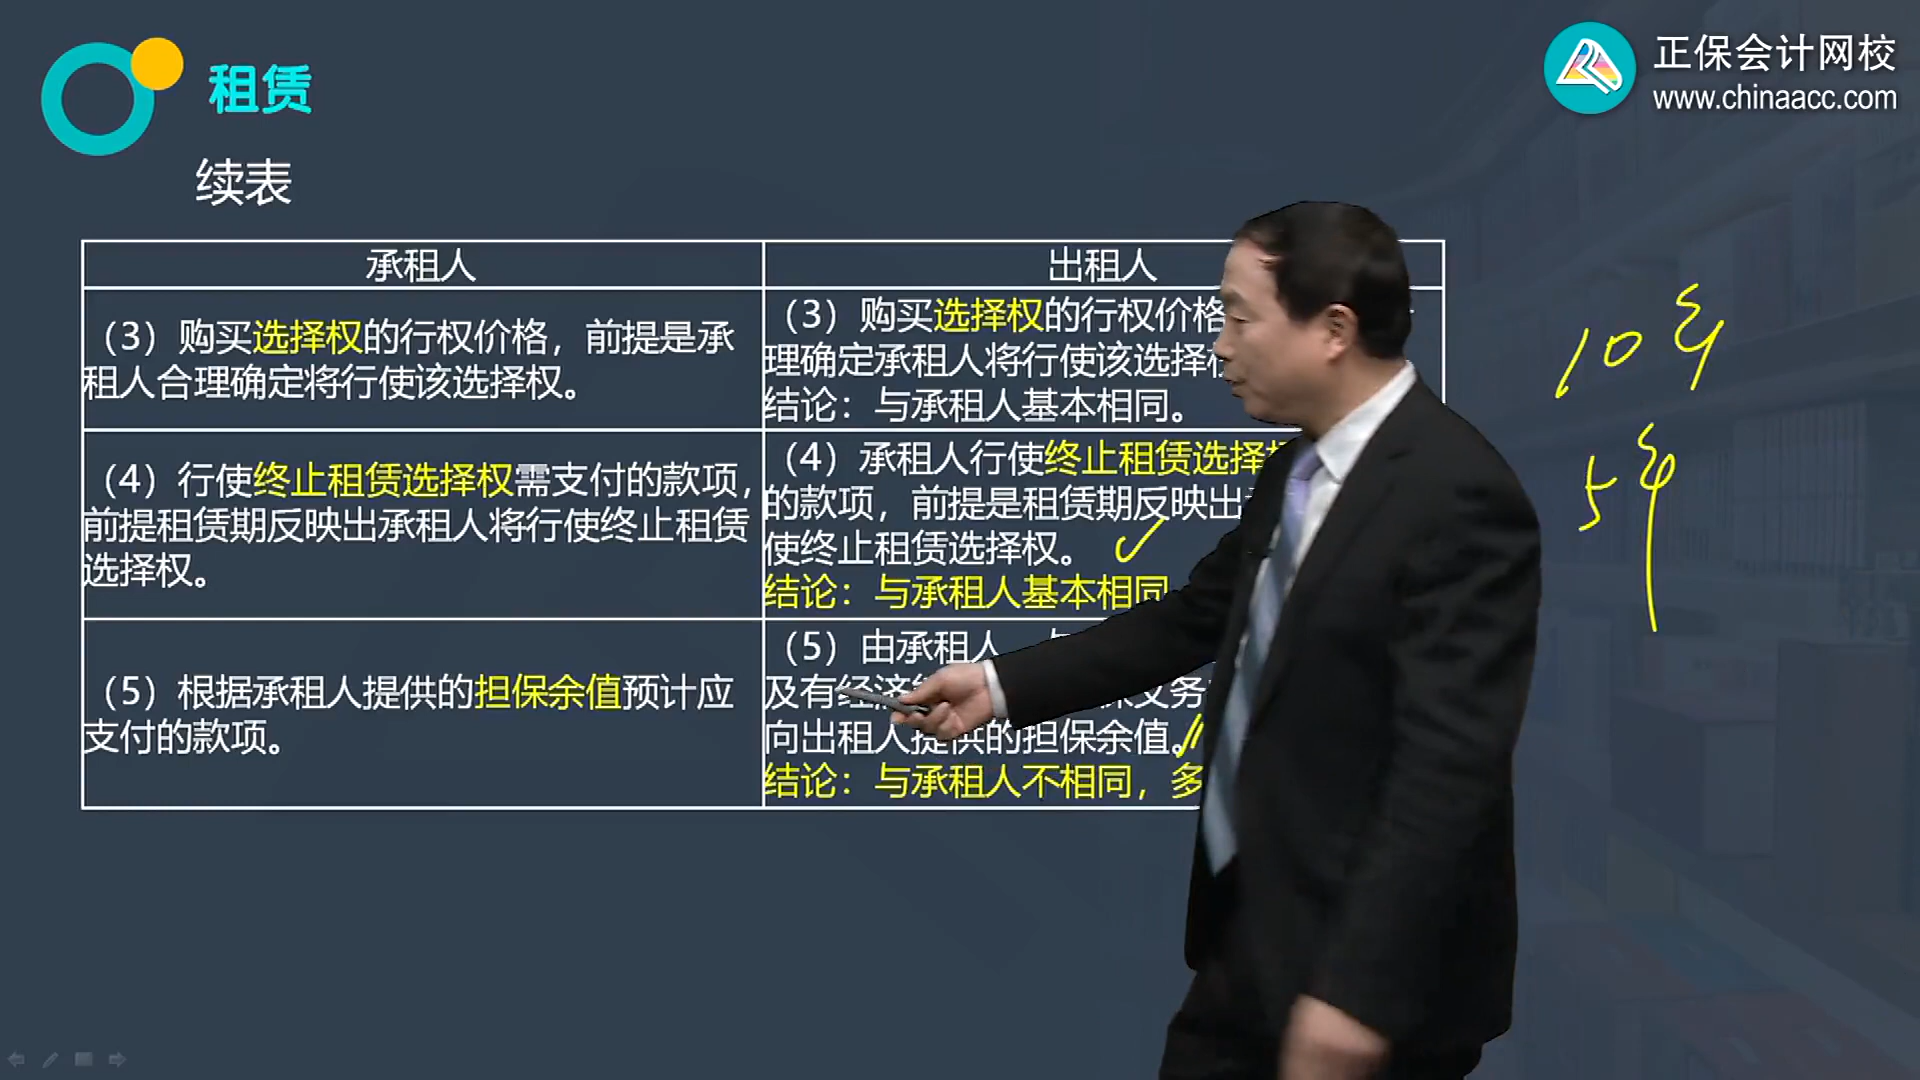 租赁
正保会计网校
www.chinaacc.com
续表
承租人
出租人
（3）购买选择权的行权价格，前提是承
租人合理确定将行使该选择权。
（3）购买选择权的行权价格
理确定承租人将行使该选择
结论：与承租人基本相同。
（4）行使终止租赁选择权需支付的款项，
前提租赁期反映出承租人将行使终止租赁
选择权。
（4）承租人行使终止租赁选择
的款项，前提是租赁期反映出
使终止租赁选择权。
结论：与承租人基本相同
（5）根据承租人提供的担保余值预计应
支付的款项。
（5）由承租人
及有经济
义务
向出租人提供的担保余值。
结论：与承租人不相同，多
10年
5年